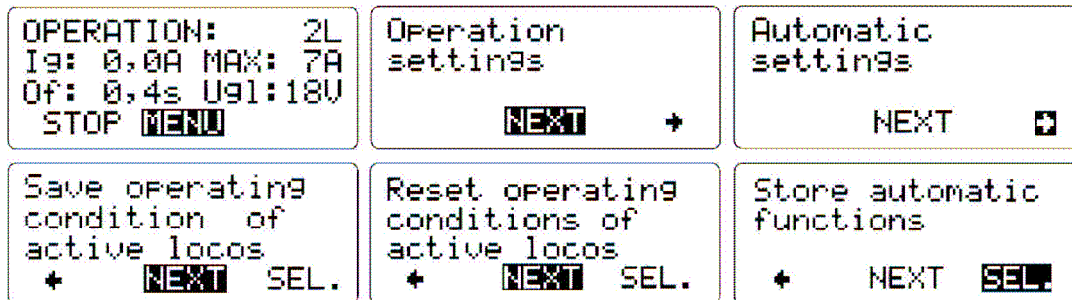 OPERATION: 2L
Ig: 0,0A MAX: 7A
Of: 0,4s Ugl:18V
STOP MENU
Operation
settings
NEXT →
Automatic
settings
NEXT →
Save operating
condition of
active locos
← NEXT SEL.
Reset operating
conditions of
active locos
← NEXT SEL.
Store automatic
functions
← NEXT SEL.